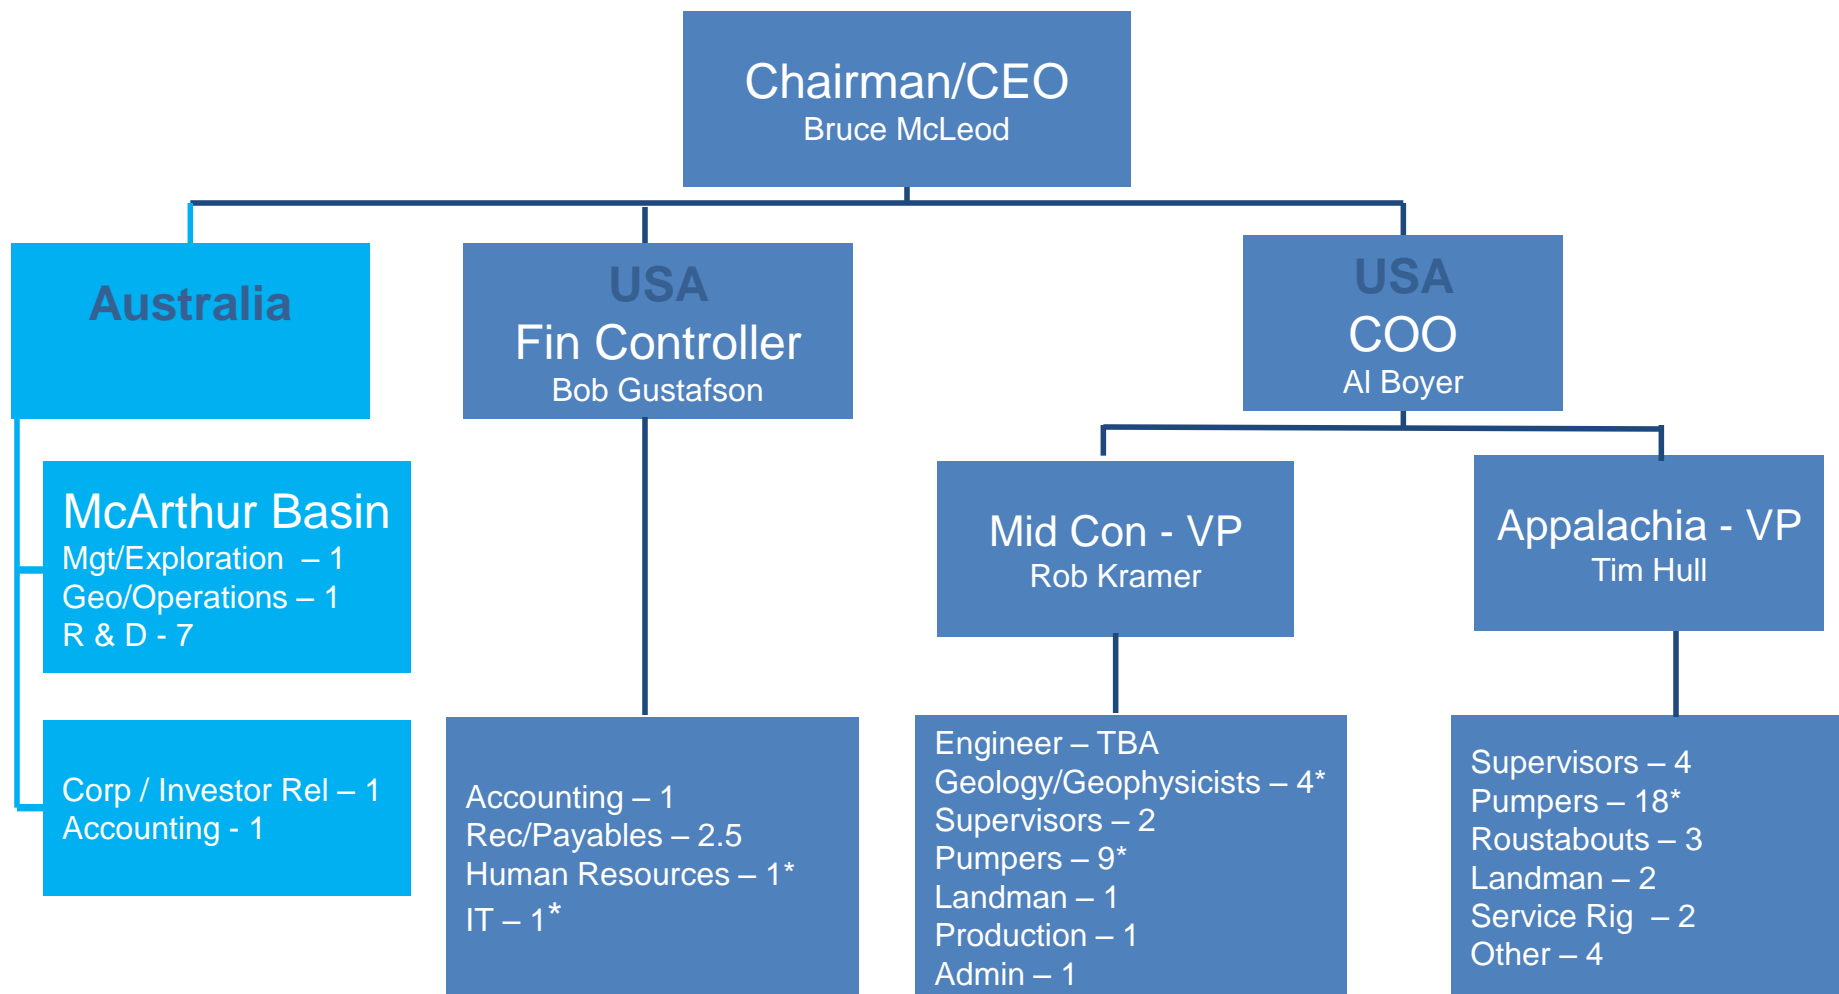 Chairman/CEO
Bruce McLeod
Australia
USA
Fin Controller
Bob Gustafson
USA
COO
Al Boyer
McArthur Basin
Mgt/Exploration – 1
Geo/Operations – 1
R & D - 7
Mid Con - VP
Rob Kramer
Appalachia - VP
Tim Hull
Corp / Investor Rel – 1
Accounting - 1
Accounting – 1
Rec/Payables – 2.5
Human Resources – 1*
IT – 1*
Engineer – TBA
Geology/Geophysicists – 4*
Supervisors – 2
Pumpers – 9*
Landman – 1
Production – 1
Admin – 1
Supervisors – 4
Pumpers – 18*
Roustabouts – 3
Landman – 2
Service Rig – 2
Other – 4